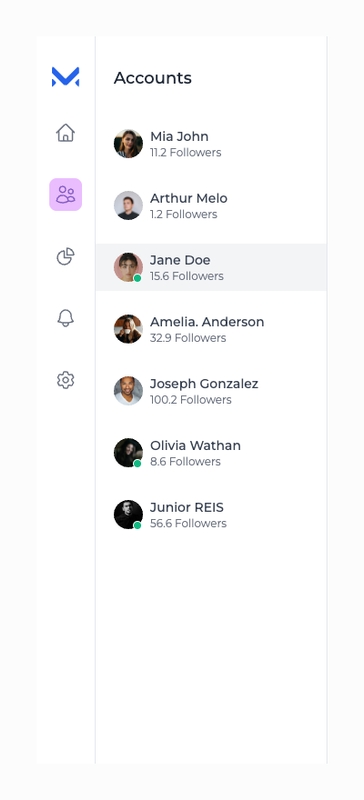 Accounts
Mia John
11.2 Followers
Arthur Melo
1.2 Followers
Jane Doe
15.6 Followers
Amelia. Anderson
32.9 Followers
Joseph Gonzalez
100.2 Followers
Olivia Wathan
8.6 Followers
Junior REIS
56.6 Followers